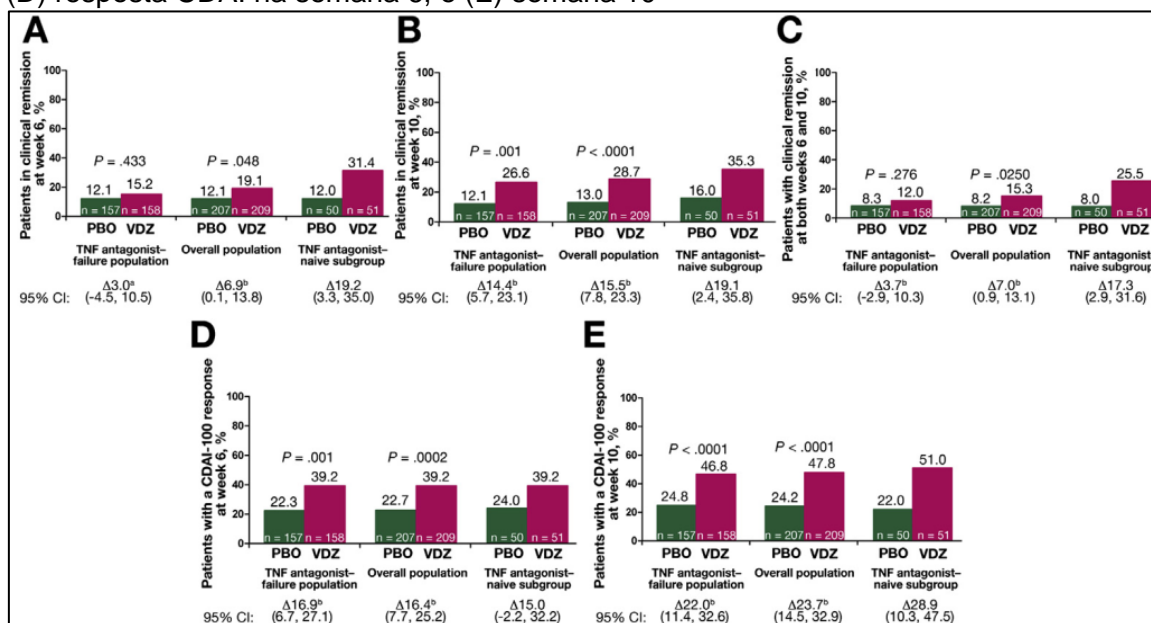 (D) resposta CDAI na semana 6, e (E) semana 10
A
Patients in clinical remission
at week 6, %
100
80
60
40
20
0
P = .433
P = .048
12.1
15.2
12.1
19.1
12.0
31.4
n = 157 n = 158
n = 207 n = 209
n = 50 n = 51
PBO VDZ
PBO VDZ
PBO VDZ
TNF antagonist–
failure population
Overall population
TNF antagonist–
naive subgroup
Δ3.0ᵃ
Δ6.9ᵇ
Δ19.2
95% CI: (-4.5, 10.5)
(0.1, 13.8)
(3.3, 35.0)
B
Patients in clinical remission
at week 10, %
100
80
60
40
20
0
P = .001
P < .0001
12.1
26.6
13.0
28.7
16.0
35.3
n = 157 n = 158
n = 207 n = 209
n = 50 n = 51
PBO VDZ
PBO VDZ
PBO VDZ
TNF antagonist–
failure population
Overall population
TNF antagonist–
naive subgroup
Δ14.4ᵇ
Δ15.5ᵇ
Δ19.1
95% CI: (5.7, 23.1)
(7.8, 23.3)
(2.4, 35.8)
C
Patients with clinical remission
at both weeks 6 and 10, %
100
80
60
40
20
0
P = .276
P = .0250
8.3
12.0
8.2
15.3
8.0
25.5
n = 157 n = 158
n = 207 n = 209
n = 50 n = 51
PBO VDZ
PBO VDZ
PBO VDZ
TNF antagonist–
failure population
Overall population
TNF antagonist–
naive subgroup
Δ3.7ᵇ
Δ7.0ᵇ
Δ17.3
95% CI: (-2.9, 10.3)
(0.9, 13.1)
(2.9, 31.6)
D
Patients with a CDAI-100 response
at week 6, %
100
80
60
40
20
0
P = .001
P = .0002
22.3
39.2
22.7
39.2
24.0
39.2
n = 157 n = 158
n = 207 n = 209
n = 50 n = 51
PBO VDZ
PBO VDZ
PBO VDZ
TNF antagonist–
failure population
Overall population
TNF antagonist–
naive subgroup
Δ16.9ᵇ
Δ16.4ᵇ
Δ15.0
95% CI: (6.7, 27.1)
(7.7, 25.2)
(-2.2, 32.2)
E
Patients with a CDAI-100 response
at week 10, %
100
80
60
40
20
0
P < .0001
P < .0001
24.8
46.8
24.2
47.8
22.0
51.0
n = 157 n = 158
n = 207 n = 209
n = 50 n = 51
PBO VDZ
PBO VDZ
PBO VDZ
TNF antagonist–
failure population
Overall population
TNF antagonist–
naive subgroup
Δ22.0ᵇ
Δ23.7ᵇ
Δ28.9
95% CI: (11.4, 32.6)
(14.5, 32.9)
(10.3, 47.5)